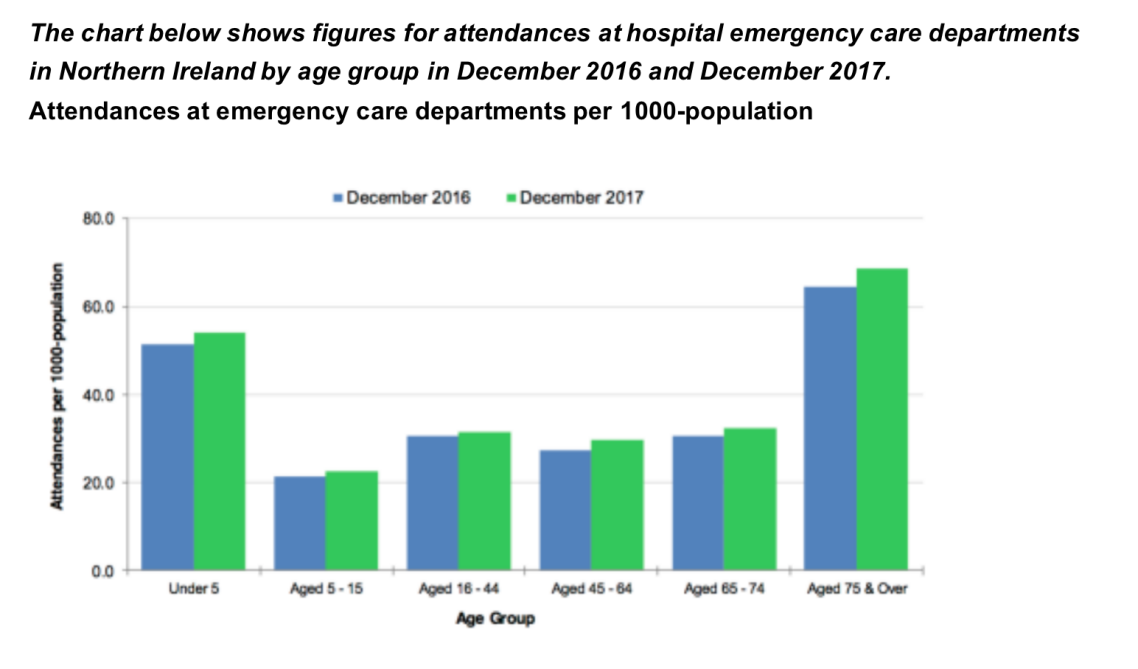 The chart below shows figures for attendances at hospital emergency care departments
in Northern Ireland by age group in December 2016 and December 2017.
Attendances at emergency care departments per 1000-population
December 2016 December 2017
80.0
60.0
40.0
20.0
0.0
Attendances per 1000-population
Under 5 Aged 5 - 15 Aged 16 - 44 Aged 45 - 64 Aged 65 - 74 Aged 75 & Over
Age Group